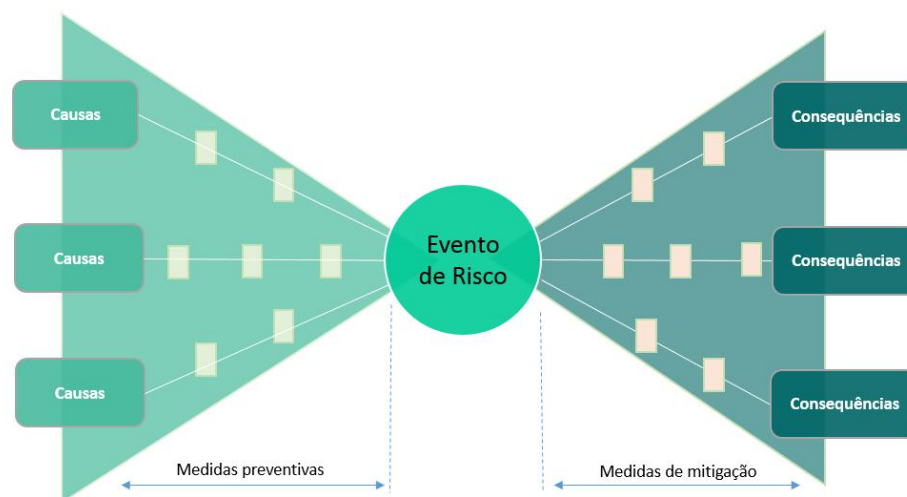 Causas
Consequências
Evento
de Risco
Causas
Consequências
Causas
Consequências
Medidas preventivas
Medidas de mitigação